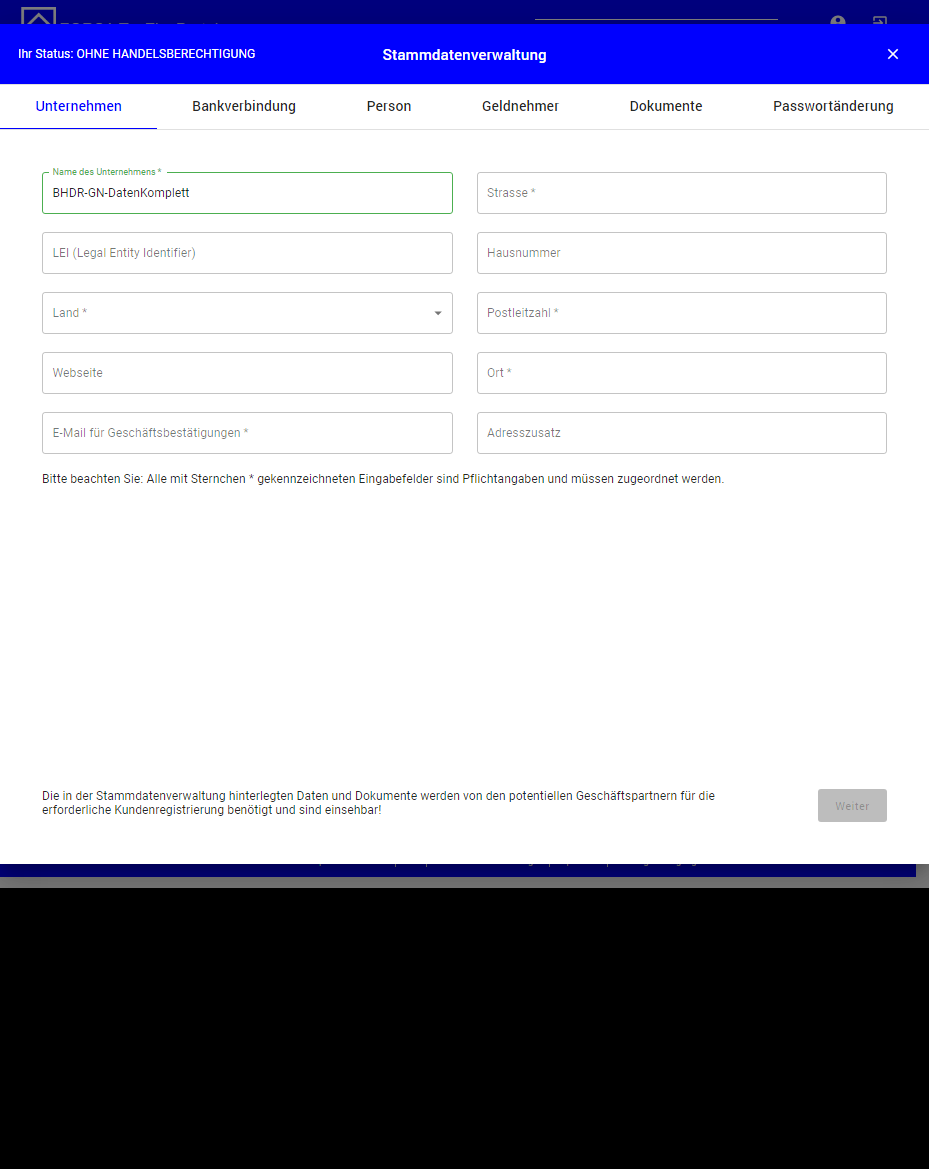 Ihr Status: OHNE HANDELSBERECHTIGUNG
Stammdatenverwaltung
Unternehmen
Bankverbindung
Person
Geldnehmer
Dokumente
Passwortänderung
Name des Unternehmens *
BHDR-GN-DatenKomplett
Strasse *
LEI (Legal Entity Identifier)
Hausnummer
Land *
Postleitzahl *
Webseite
Ort *
E-Mail für Geschäftsbestätigungen *
Adresszusatz
Bitte beachten Sie: Alle mit Sternchen * gekennzeichneten Eingabefelder sind Pflichtangaben und müssen zugeordnet werden.
Die in der Stammdatenverwaltung hinterlegten Daten und Dokumente werden von den potentiellen Geschäftspartnern für die
erforderliche Kundenregistrierung benötigt und sind einsehbar!
Weiter